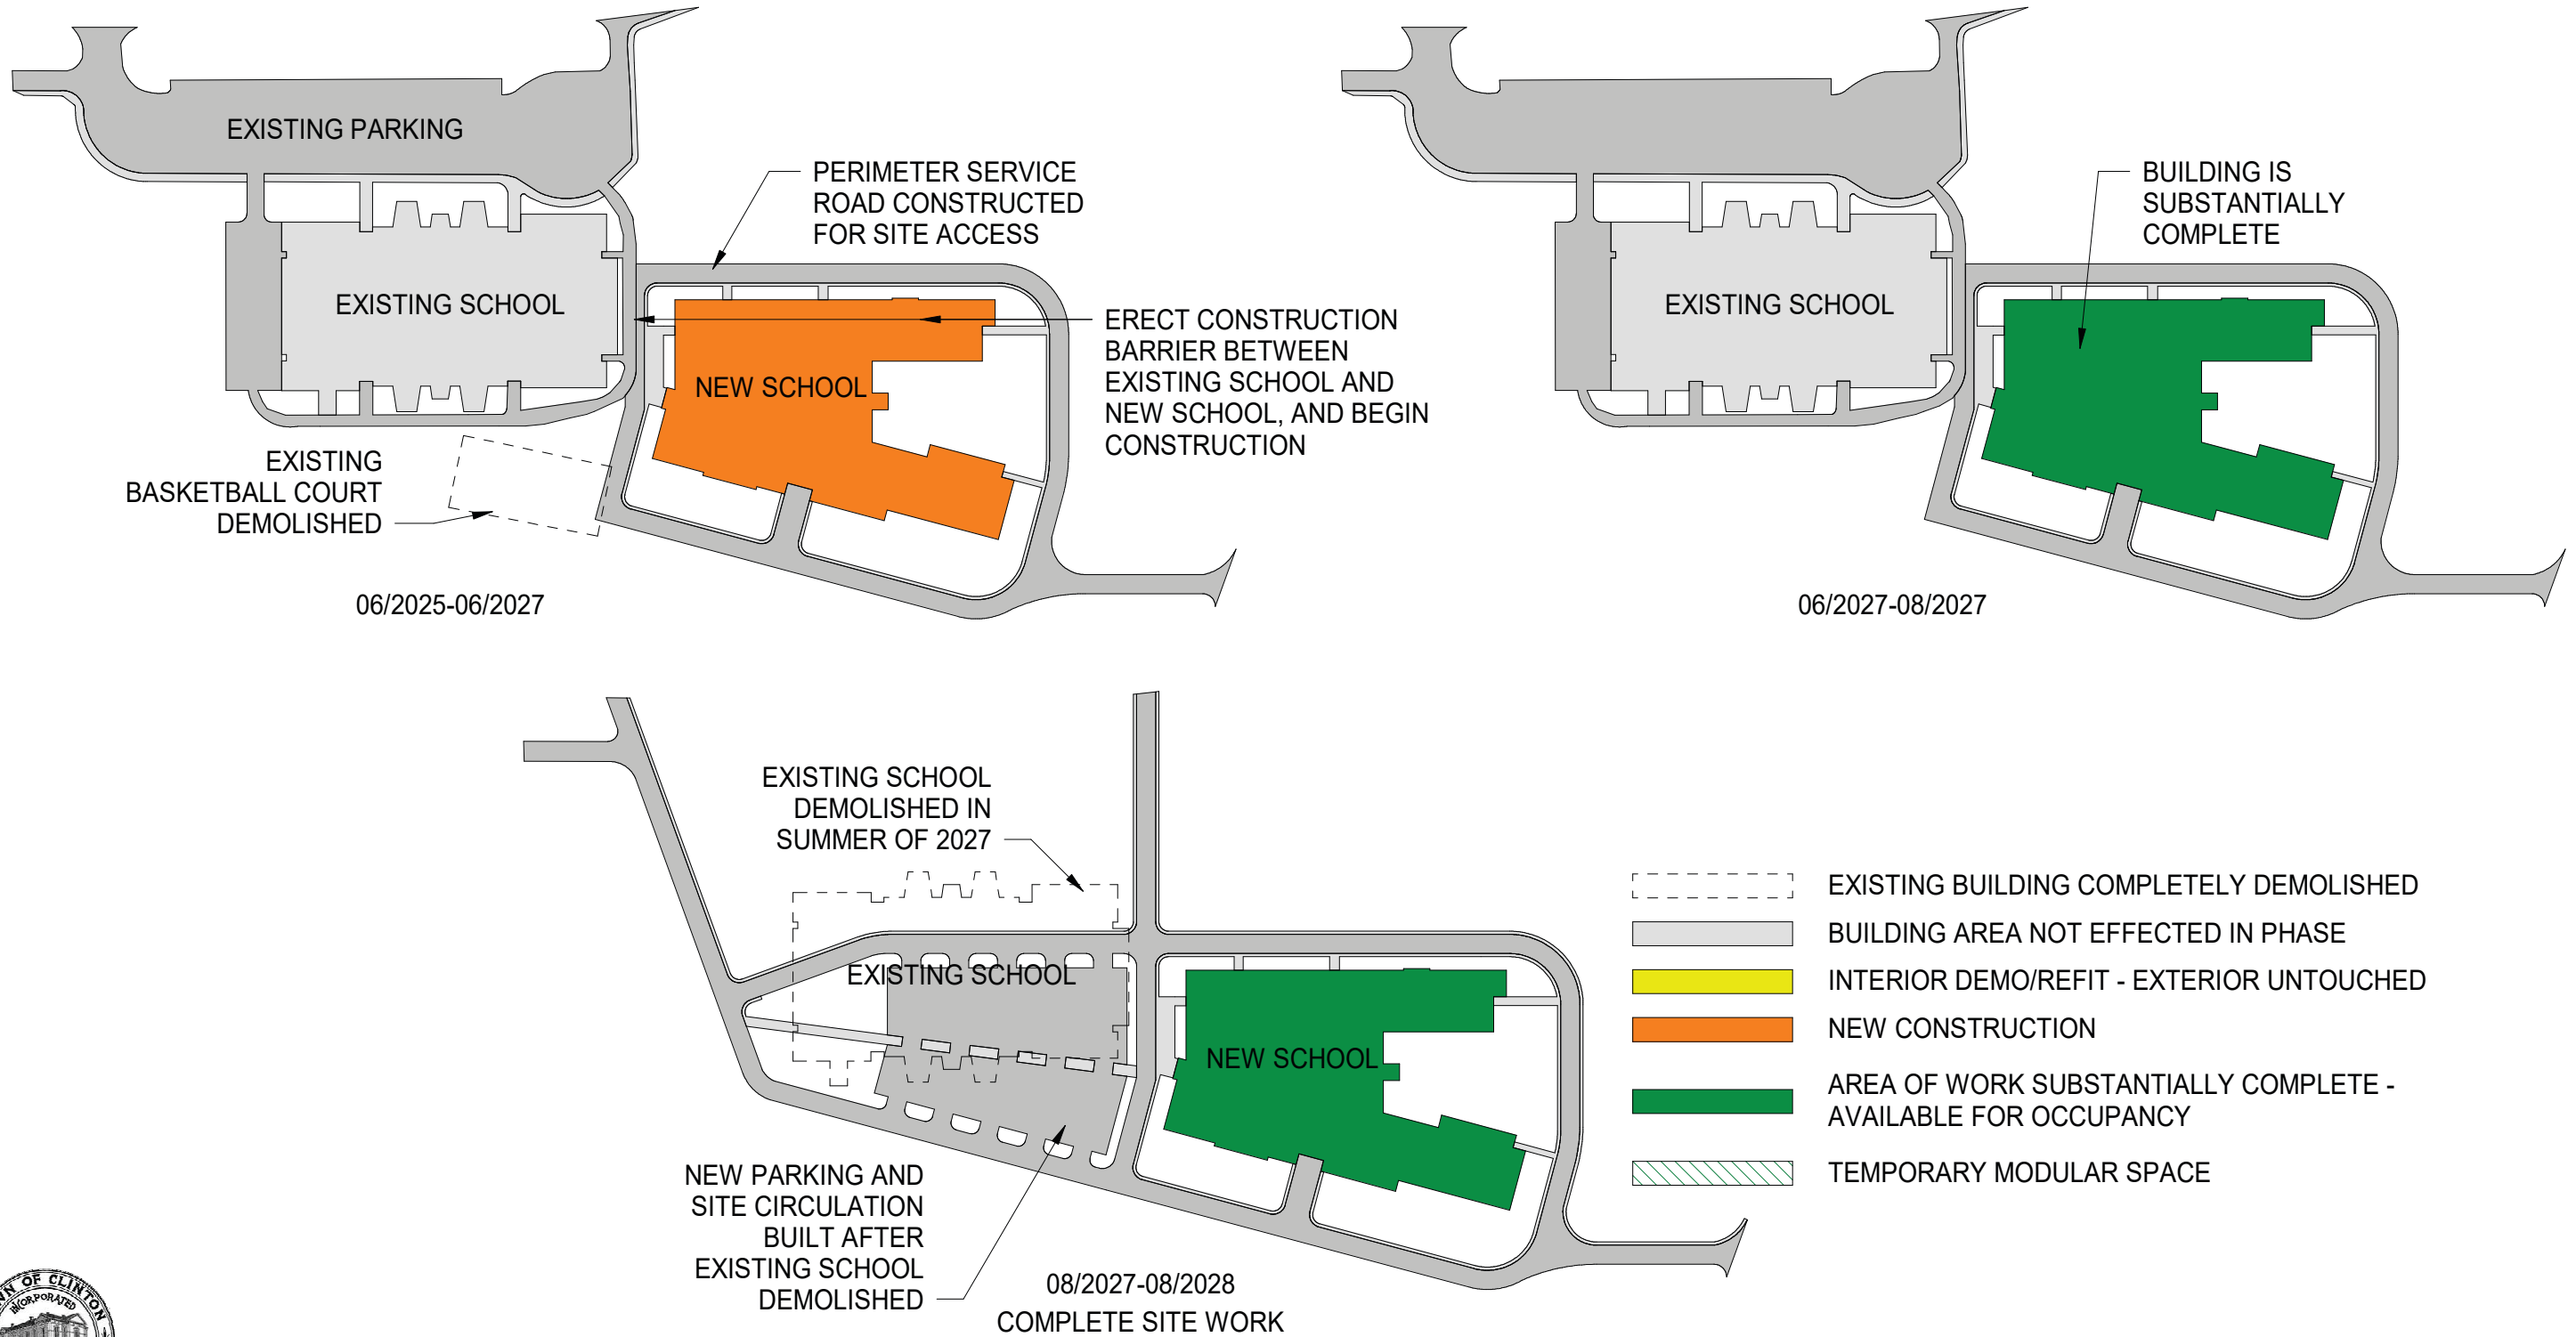 EXISTING PARKING
PERIMETER SERVICE
ROAD CONSTRUCTED
FOR SITE ACCESS
EXISTING SCHOOL
NEW SCHOOL
ERECT CONSTRUCTION
BARRIER BETWEEN
EXISTING SCHOOL AND
NEW SCHOOL, AND BEGIN
CONSTRUCTION
EXISTING
BASKETBALL COURT
DEMOLISHED
06/2025-06/2027
BUILDING IS
SUBSTANTIALLY
COMPLETE
EXISTING SCHOOL
06/2027-08/2027
EXISTING SCHOOL
DEMOLISHED IN
SUMMER OF 2027
EXISTING SCHOOL
NEW SCHOOL
NEW PARKING AND
SITE CIRCULATION
BUILT AFTER
EXISTING SCHOOL
DEMOLISHED
08/2027-08/2028
COMPLETE SITE WORK
EXISTING BUILDING COMPLETELY DEMOLISHED
BUILDING AREA NOT EFFECTED IN PHASE
INTERIOR DEMO/REFIT - EXTERIOR UNTOUCHED
NEW CONSTRUCTION
AREA OF WORK SUBSTANTIALLY COMPLETE -
AVAILABLE FOR OCCUPANCY
TEMPORARY MODULAR SPACE
OF CLINTON
INCORPORATED